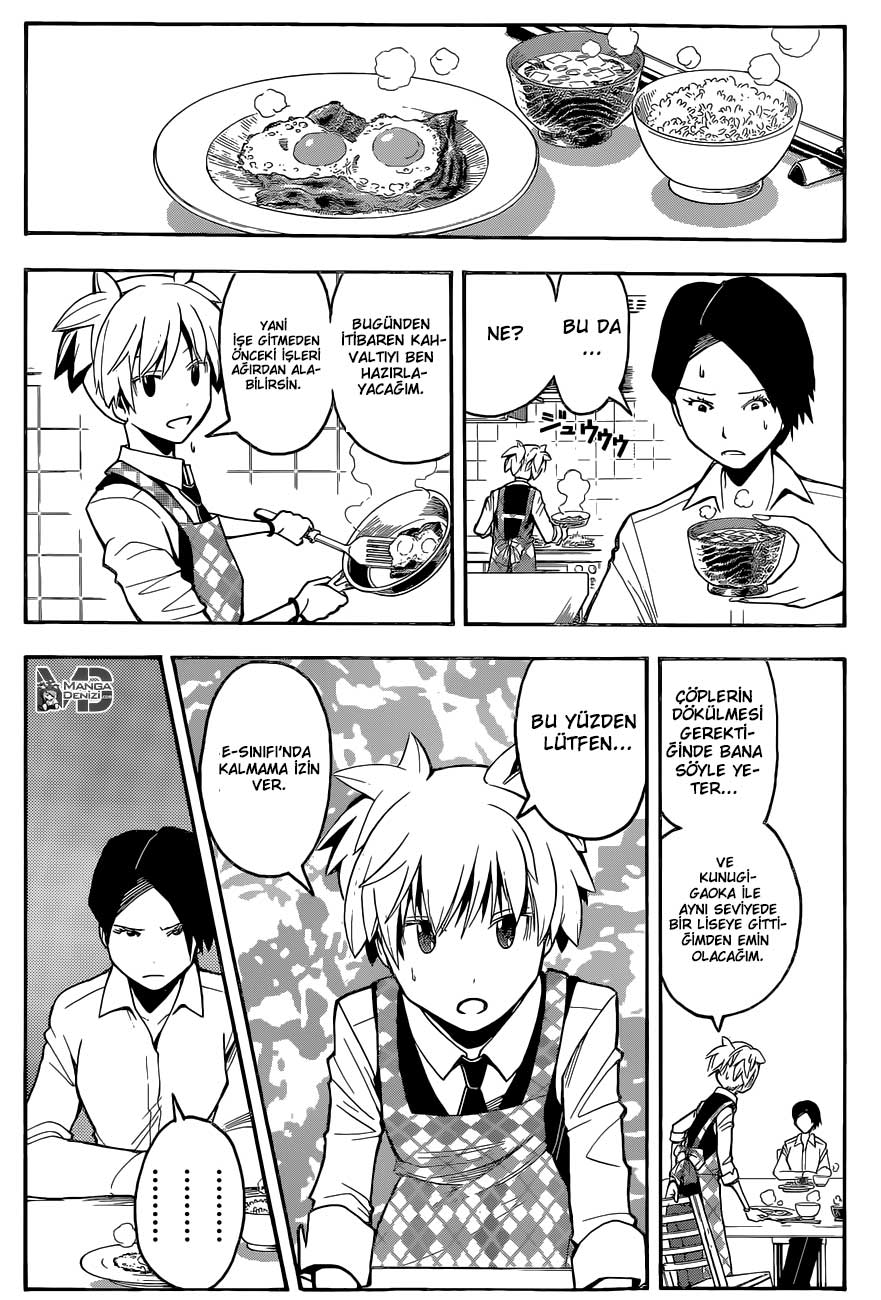 BU DA
...
NE?
ジュウウウ
BUGÜNDEN
İTİBAREN KAH-
VALTIYI BEN
HAZIRLA-
YACAĞIM.
YANİ
İŞE GİTMEDEN
ÖNCEKİ İŞLERİ
AĞIRDAN ALA-
BİLİRSİN.
ÇÖPLERİN
DÖKÜLMESİ
GEREKTİ-
ĞİNDE BANA
SÖYLE YE-
TER...
VE
KUNUGİ-
GAOKA İLE
AYNI SEVİYEDE
BİR LİSEYE GİTTİ-
ĞİMDEN EMİN
OLACAĞIM.
BU YÜZDEN
LÜTFEN...
E-SINIFI'NDA
KALMAMA İZİN
VER.
MANGA
DENİZİ